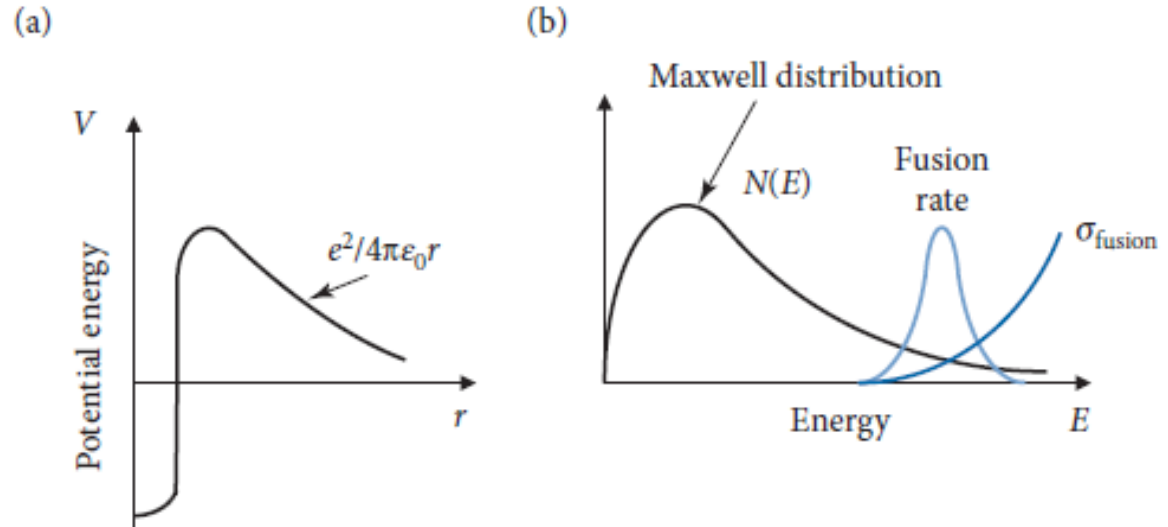 (a)
V
Potential energy
e²/4πε₀r
r
(b)
Maxwell distribution
N(E)
Fusion
rate
σfusion
Energy
E